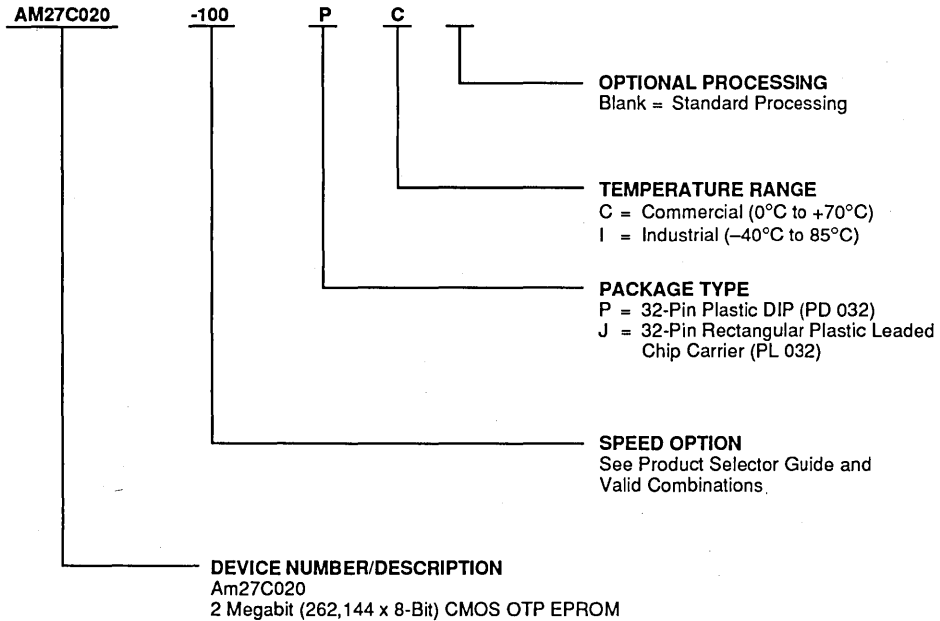 AM27C020 -100 P C
OPTIONAL PROCESSING
Blank = Standard Processing
TEMPERATURE RANGE
C = Commercial (0°C to +70°C)
I = Industrial (–40°C to 85°C)
PACKAGE TYPE
P = 32-Pin Plastic DIP (PD 032)
J = 32-Pin Rectangular Plastic Leaded
Chip Carrier (PL 032)
SPEED OPTION
See Product Selector Guide and
Valid Combinations
DEVICE NUMBER/DESCRIPTION
Am27C020
2 Megabit (262,144 x 8-Bit) CMOS OTP EPROM